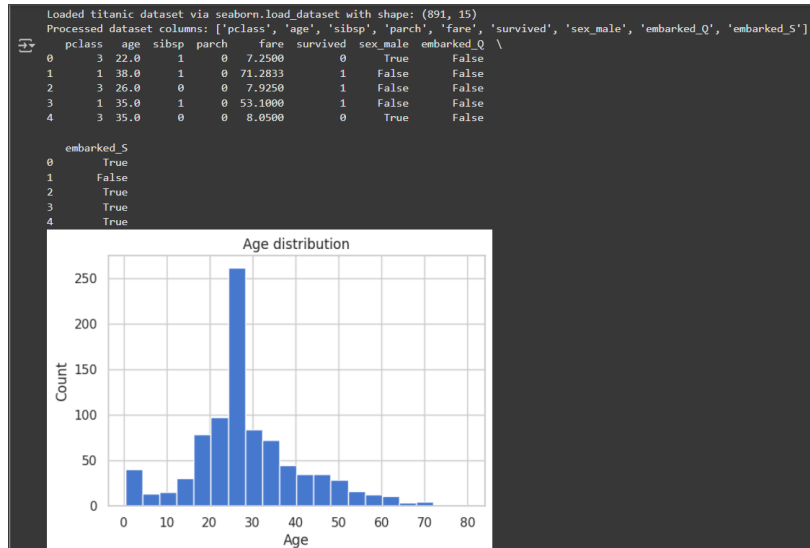 Loaded titanic dataset via seaborn.load_dataset with shape: (891, 15)
Processed dataset columns: ['pclass', 'age', 'sibsp', 'parch', 'fare', 'survived', 'sex_male', 'embarked_Q', 'embarked_S']
pclass age sibsp parch fare survived sex_male embarked_Q \
0 3 22.0 1 0 7.2500 0 True False
1 1 38.0 1 0 71.2833 1 False False
2 3 26.0 0 0 7.9250 1 False False
3 1 35.0 1 0 53.1000 1 False False
4 3 35.0 0 0 8.0500 0 True False
embarked_S
0 True
1 False
2 True
3 True
4 True
Age distribution
250
200
150
100
50
0
Count
0 10 20 30 40 50 60 70 80
Age